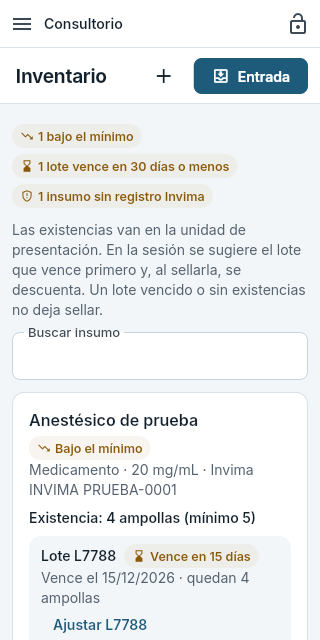 Consultorio
Inventario
Entrada
1 bajo el mínimo
1 lote vence en 30 días o menos
1 insumo sin registro Invima
Las existencias van en la unidad de
presentación. En la sesión se sugiere el lote
que vence primero y, al sellarla, se
descuenta. Un lote vencido o sin existencias
no deja sellar.
Buscar insumo
Anestésico de prueba
Bajo el mínimo
Medicamento · 20 mg/mL · Invima
INVIMA PRUEBA-0001
Existencia: 4 ampollas (mínimo 5)
Lote L7788 Vence en 15 días
Vence el 15/12/2026 · quedan 4
ampollas
Ajustar L7788